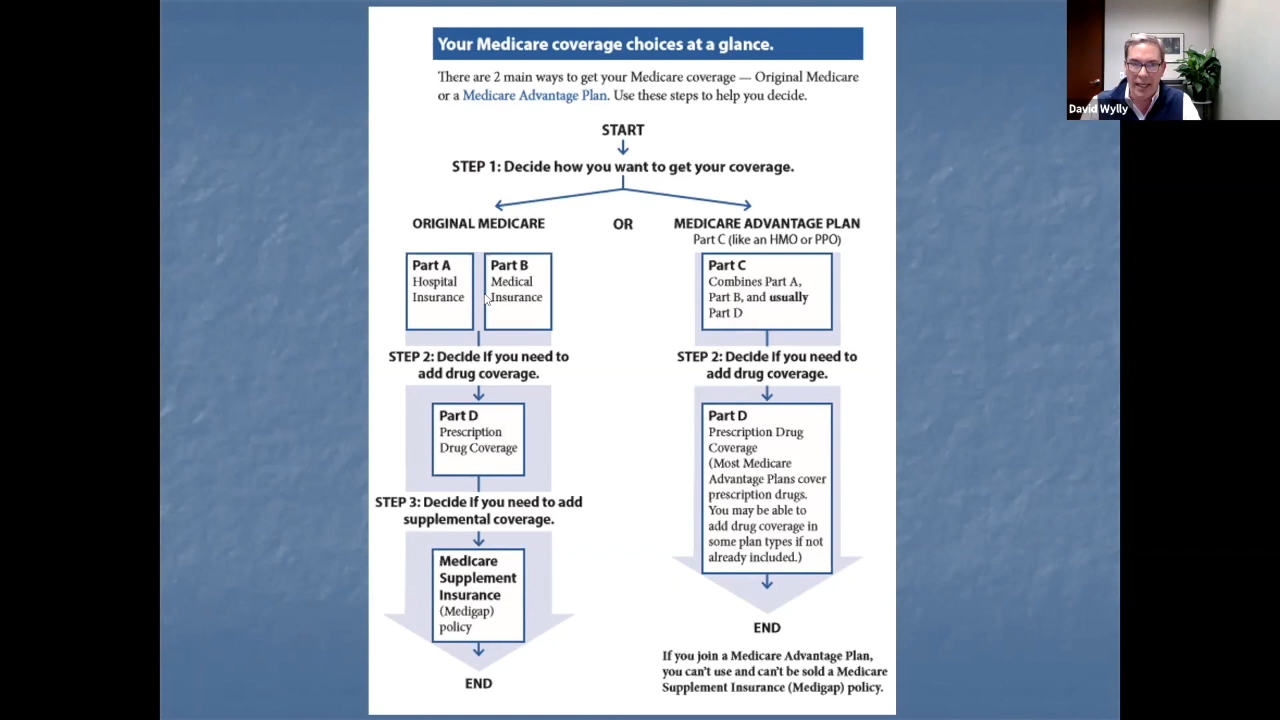 Your Medicare coverage choices at a glance.
There are 2 main ways to get your Medicare coverage — Original Medicare
or a Medicare Advantage Plan. Use these steps to help you decide.
START
STEP 1: Decide how you want to get your coverage.
ORIGINAL MEDICARE
OR
MEDICARE ADVANTAGE PLAN
Part C (like an HMO or PPO)
Part A
Hospital
Insurance
Part B
Medical
Insurance
Part C
Combines Part A,
Part B, and usually
Part D
STEP 2: Decide if you need to
add drug coverage.
STEP 2: Decide if you need to
add drug coverage.
Part D
Prescription
Drug Coverage
Part D
Prescription Drug
Coverage
(Most Medicare
Advantage Plans cover
prescription drugs.
You may be able to
add drug coverage in
some plan types if not
already included.)
STEP 3: Decide if you need to add
supplemental coverage.
Medicare
Supplement
Insurance
(Medigap)
policy
END
END
If you join a Medicare Advantage Plan,
you can't use and can't be sold a Medicare
Supplement Insurance (Medigap) policy.
David Wylly